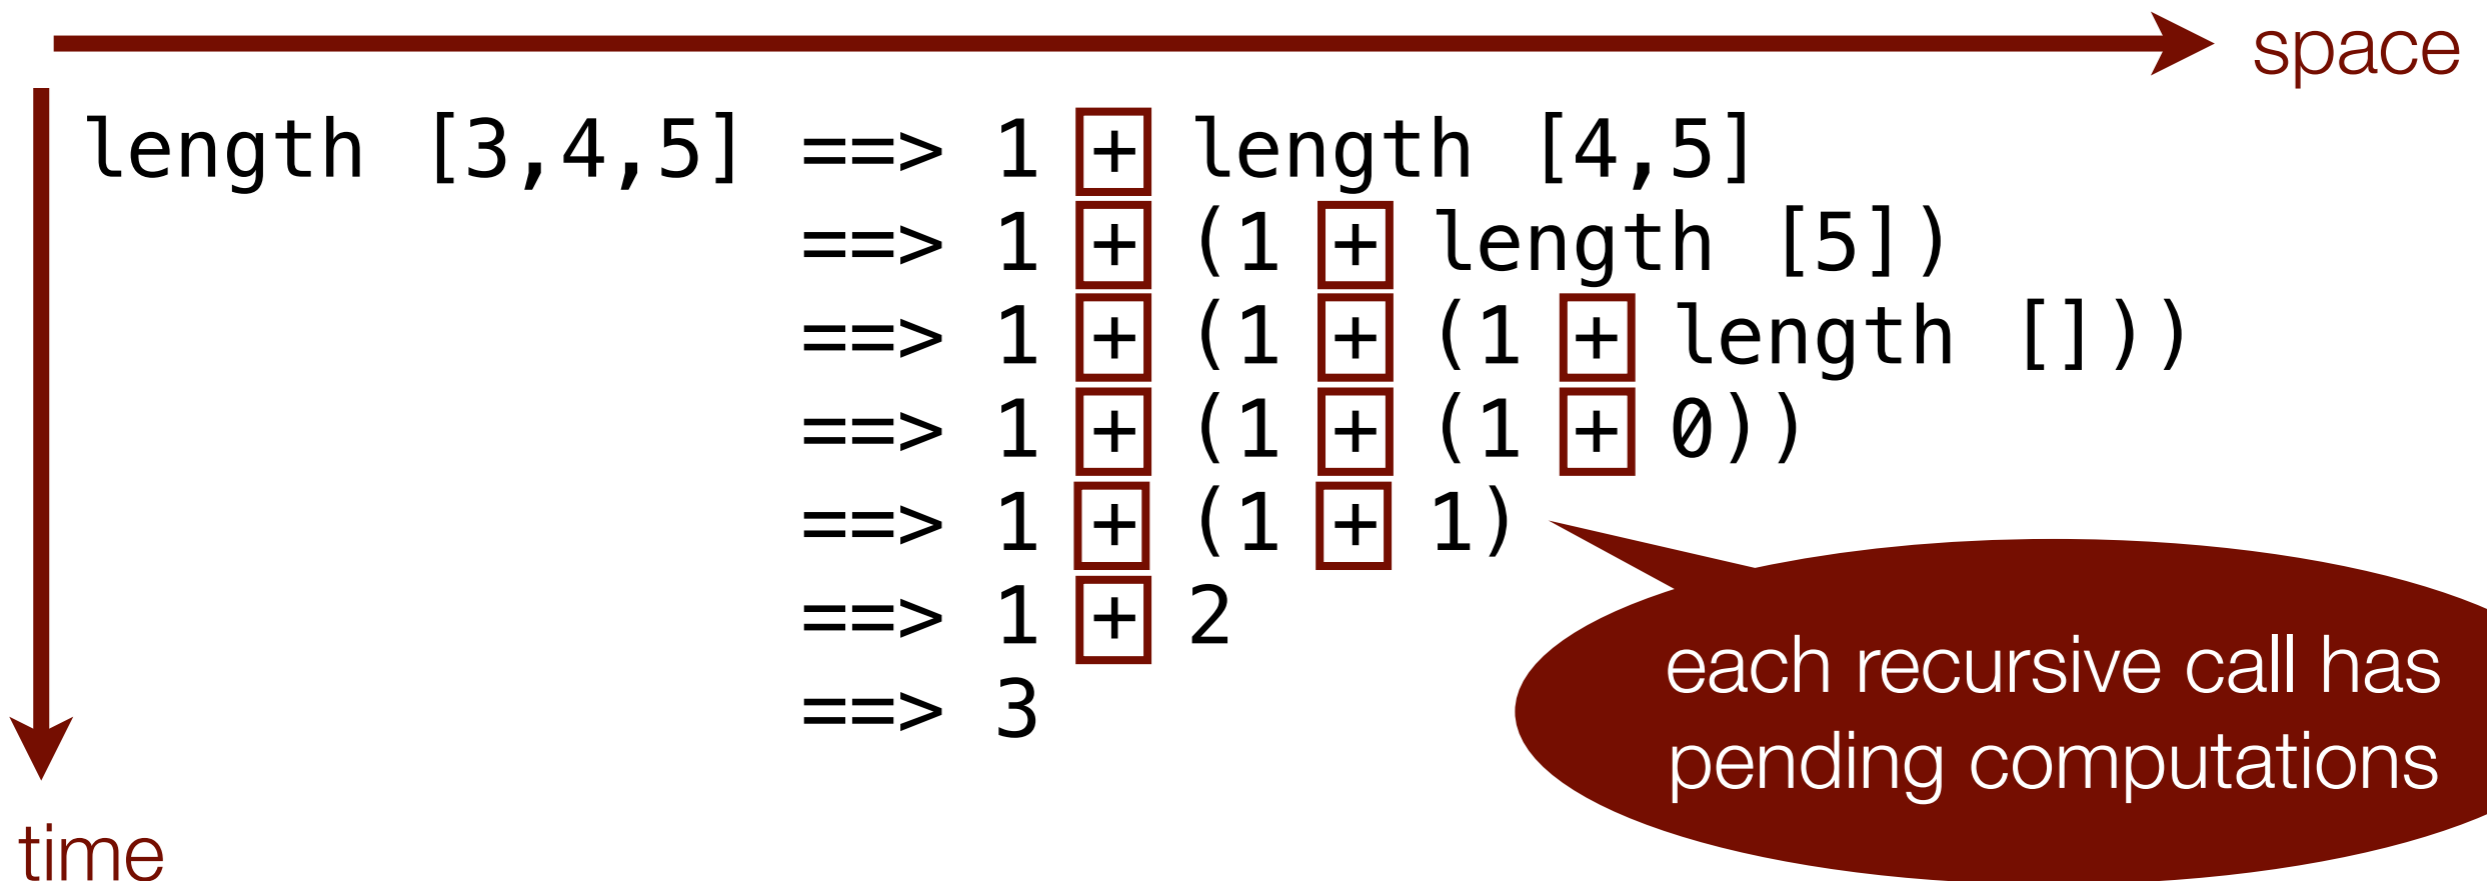 space
length [3,4,5] ==> 1 + length [4,5]
==> 1 + (1 + length [5])
==> 1 + (1 + (1 + length []))
==> 1 + (1 + (1 + 0))
==> 1 + (1 + 1)
==> 1 + 2
==> 3
each recursive call has
pending computations
time